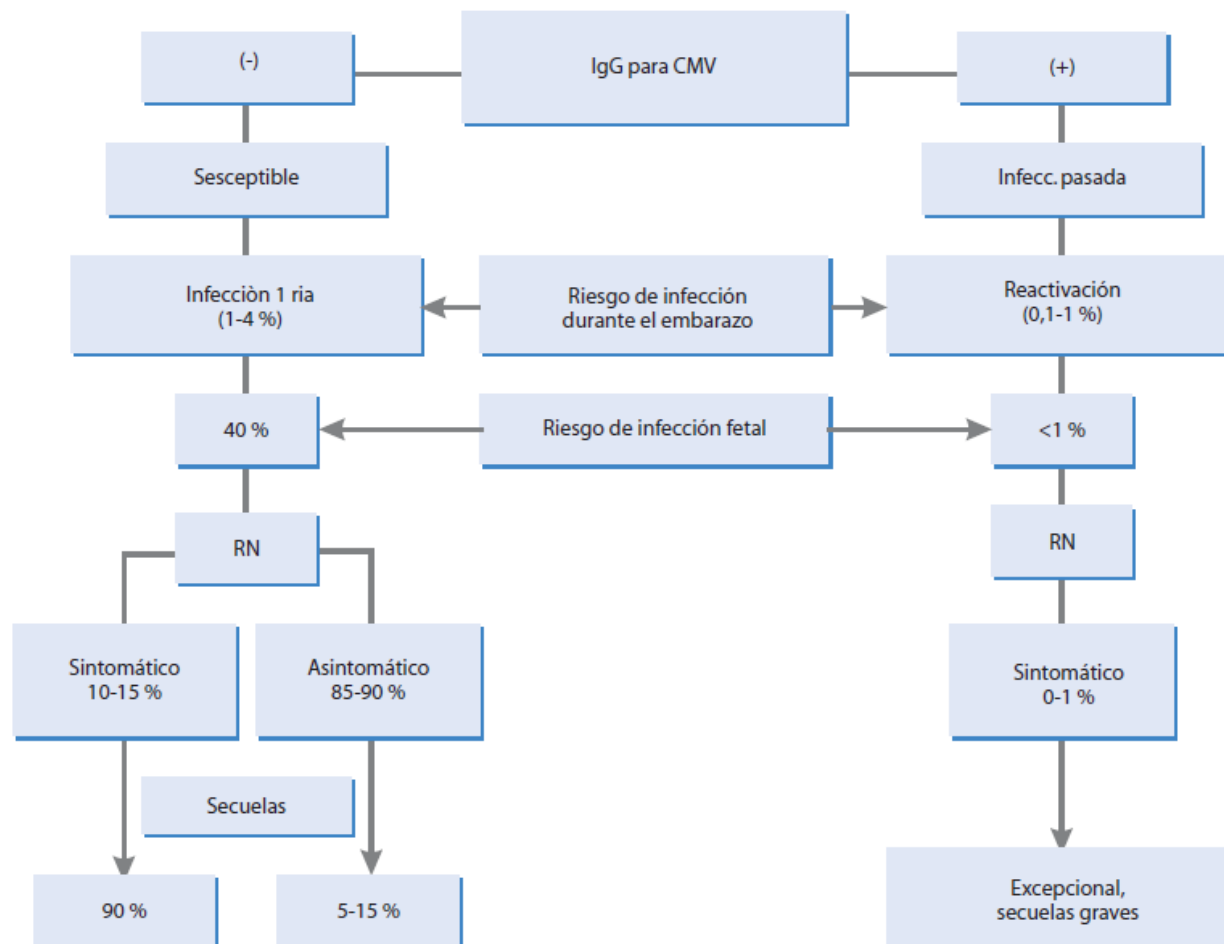 (-)
IgG para CMV
(+)
Sesceptible
Infecc. pasada
Infecciòn 1 ria
(1-4 %)
Riesgo de infección
durante el embarazo
Reactivación
(0,1-1 %)
40 %
Riesgo de infección fetal
<1 %
RN
RN
Sintomático
10-15 %
Asintomático
85-90 %
Sintomático
0-1 %
Secuelas
90 %
5-15 %
Excepcional,
secuelas graves